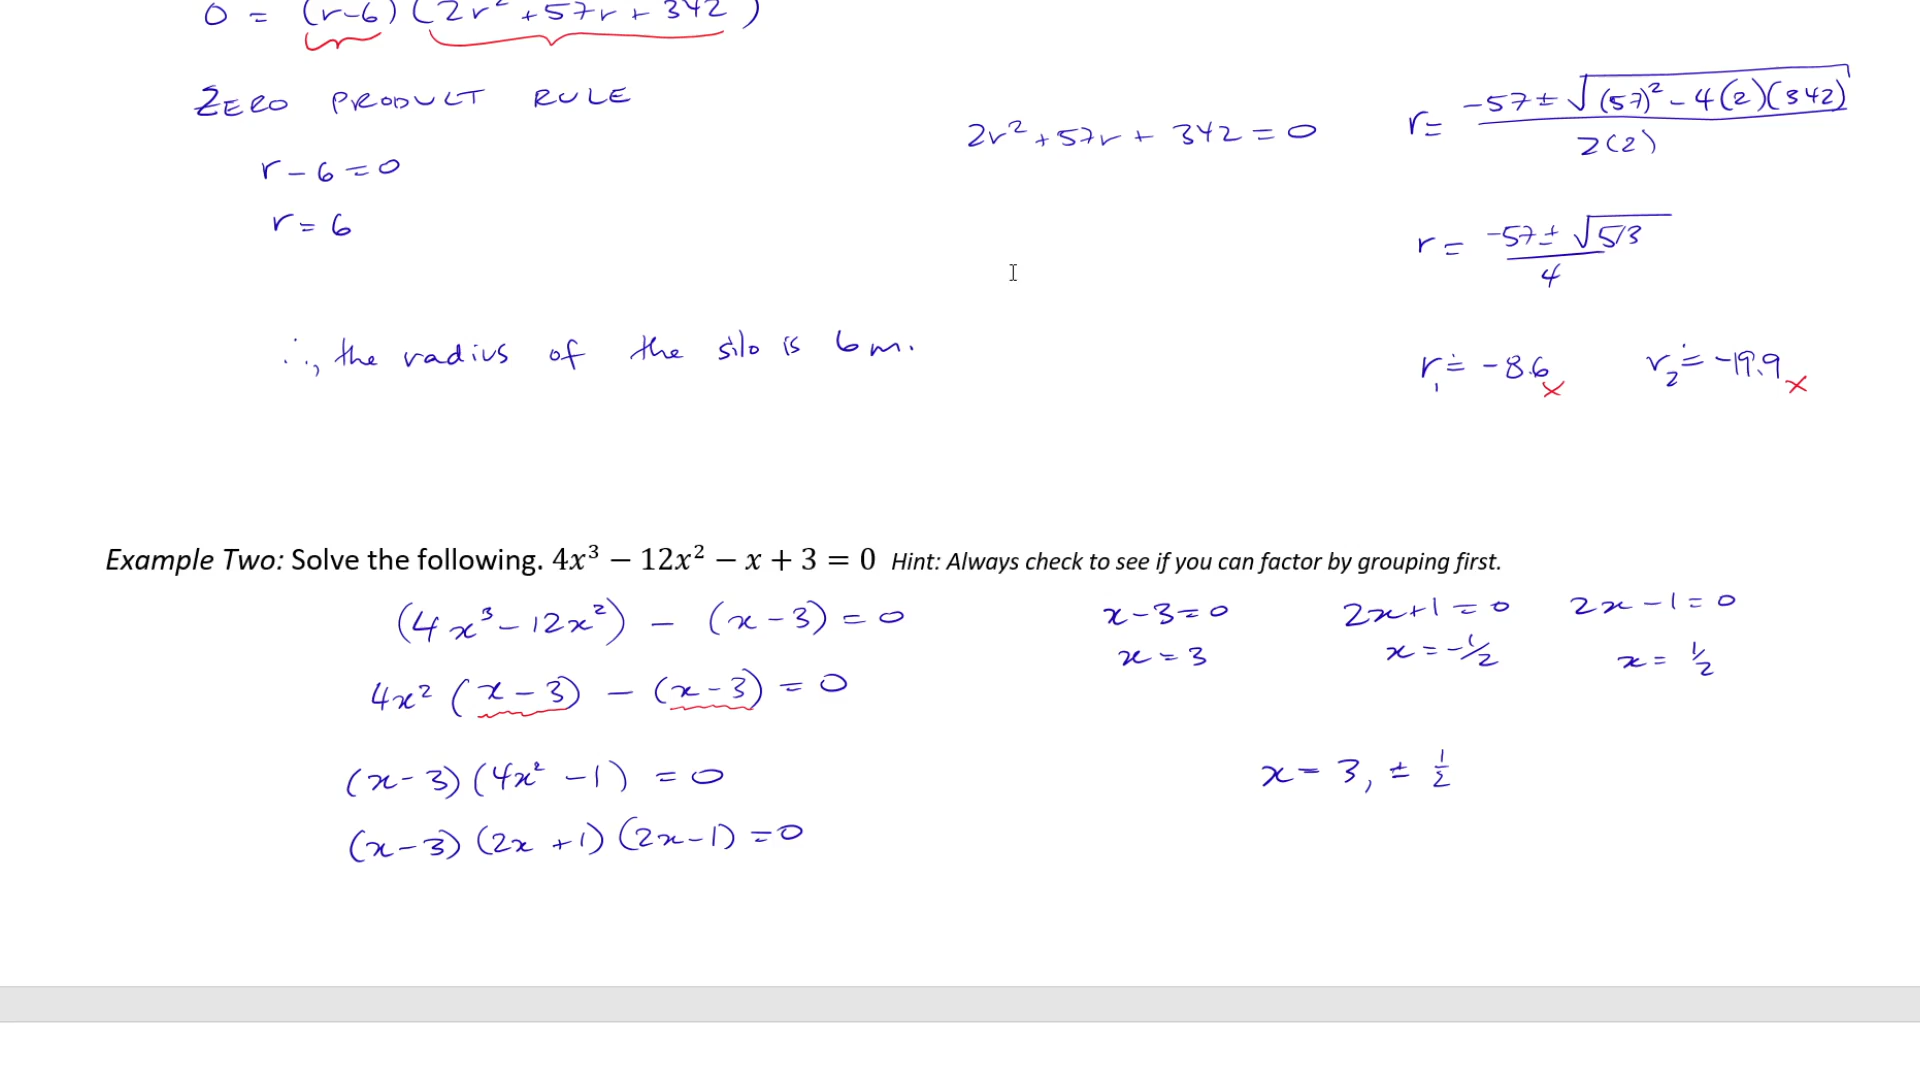 0 = (r-6)(2r² + 57r + 342)
ZERO PRODUCT RULE
r - 6 = 0
r = 6
2r² + 57r + 342 = 0
r = (-57 ± √((57)² - 4(2)(342))) / 2(2)
r = (-57 ± √513) / 4
r₁ ≐ -8.6 × r₂ ≐ -19.9 ×
∴, the radius of the silo is 6m.
Example Two: Solve the following. 4x³ − 12x² − x + 3 = 0 Hint: Always check to see if you can factor by grouping first.
(4x³ - 12x²) - (x - 3) = 0
4x² (x - 3) - (x - 3) = 0
(x - 3)(4x² - 1) = 0
(x - 3)(2x + 1)(2x - 1) = 0
x - 3 = 0 2x + 1 = 0 2x - 1 = 0
x = 3 x = -1/2 x = 1/2
x = 3, ± 1/2